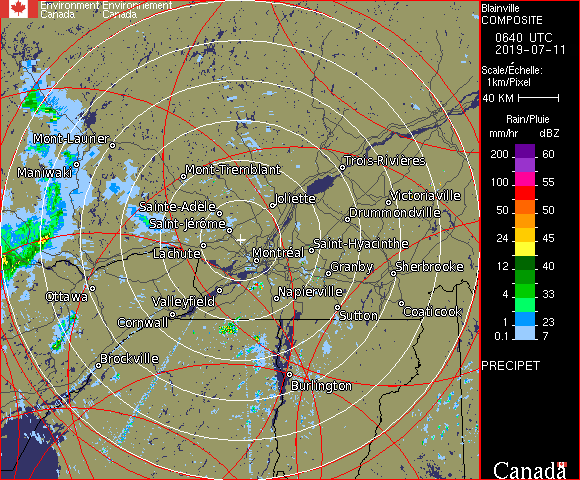 Environment Environnement
Canada Canada
Blainville
COMPOSITE
0640 UTC
2019-07-11
Scale/Échelle:
1km/Pixel
40 KM
Rain/Pluie
mm/hr dBZ
200 60
100 55
50 50
24 45
12 40
4 33
1 23
0.1 7
PRECIPET
Mont-Laurier
Maniwaki
Mont-Tremblant
Trois-Rivières
Sainte-Adèle
Joliette
Victoriaville
Drummondville
Saint-Jérôme
Lachute
Montréal
Saint-Hyacinthe
Granby
Sherbrooke
Ottawa
Valleyfield
Napierville
Cornwall
Sutton
Coaticook
Brockville
Burlington
Canada